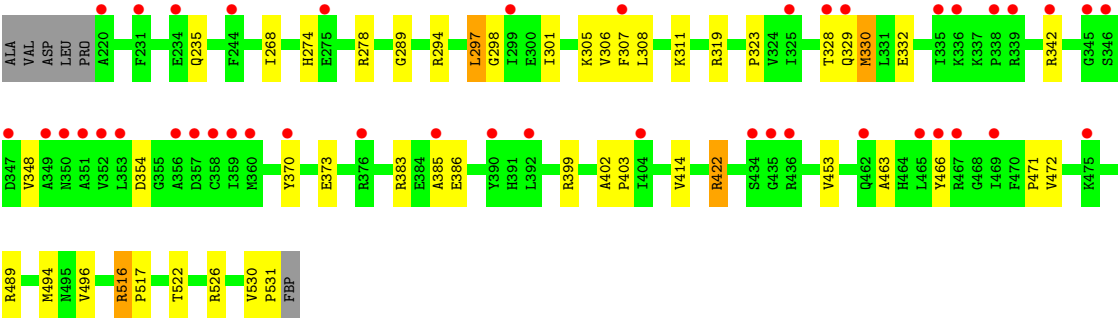 ALA VAL ASP LEU PRO A220 F231 E234 Q235 F244 I268 H274 E275 R278 G289 R294 L297 G298 I299 E300 I301 K305 V306 F307 L308 K311 R319 P323 V324 I325 T328 Q329 M330 L331 E332 I335 K336 K337 P338 R339 R342 G345 S346
D347 V348 A349 N350 A351 V352 L353 D354 G355 A356 D357 C358 I359 M360 Y370 E373 R376 R383 E384 A385 E386 Y390 H391 L392 R399 A402 P403 I404 V414 R422 S434 G435 R436 V453 Q462 A463 H464 L465 Y466 R467 G468 I469 F470 P471 V472 K475
R489 M494 N495 V496 R516 P517 T522 R526 V530 P531 FBP